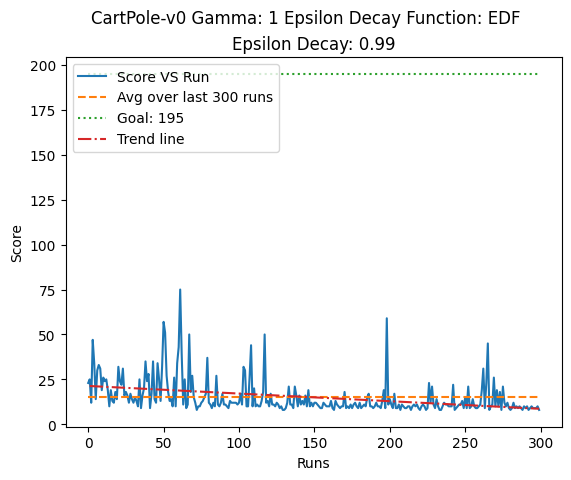 CartPole-v0 Gamma: 1 Epsilon Decay Function: EDF
Epsilon Decay: 0.99
200
175
150
125
100
75
50
25
0
Score
Score VS Run
Avg over last 300 runs
Goal: 195
Trend line
0 50 100 150 200 250 300
Runs